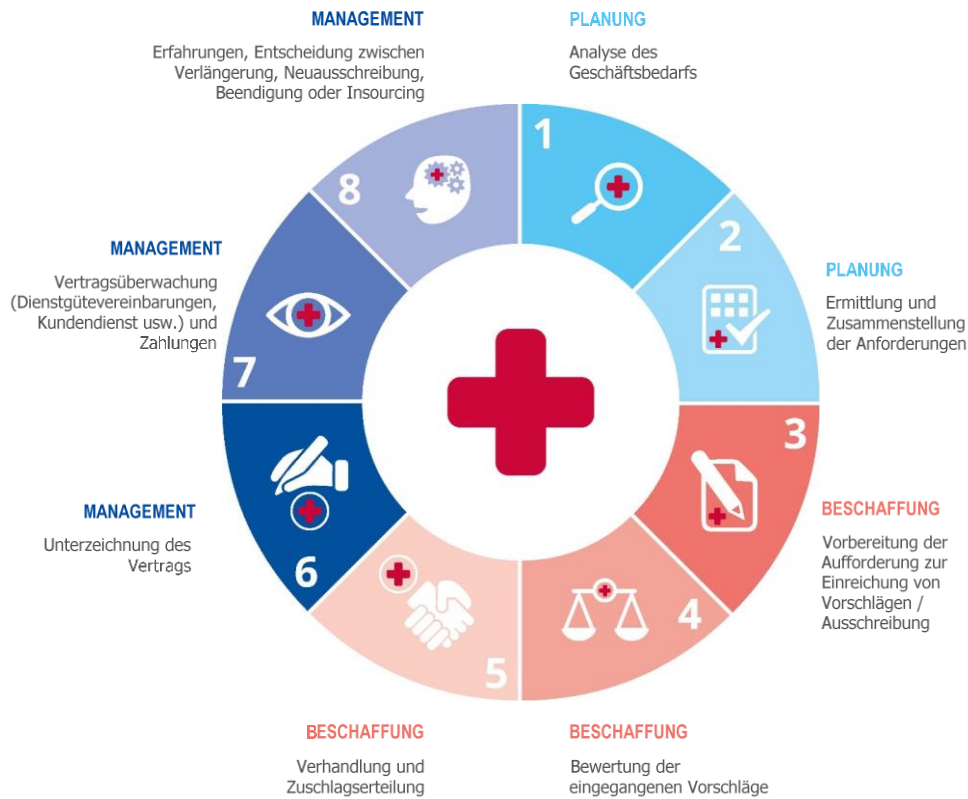 PLANUNG
Analyse des
Geschäftsbedarfs
1
PLANUNG
Ermittlung und
Zusammenstellung
der Anforderungen
2
BESCHAFFUNG
Vorbereitung der
Aufforderung zur
Einreichung von
Vorschlägen /
Ausschreibung
3
BESCHAFFUNG
Bewertung der
eingegangenen Vorschläge
4
BESCHAFFUNG
Verhandlung und
Zuschlagserteilung
5
MANAGEMENT
Unterzeichnung des
Vertrags
6
MANAGEMENT
Vertragsüberwachung
(Dienstgütevereinbarungen,
Kundendienst usw.) und
Zahlungen
7
MANAGEMENT
Erfahrungen, Entscheidung zwischen
Verlängerung, Neuausschreibung,
Beendigung oder Insourcing
8